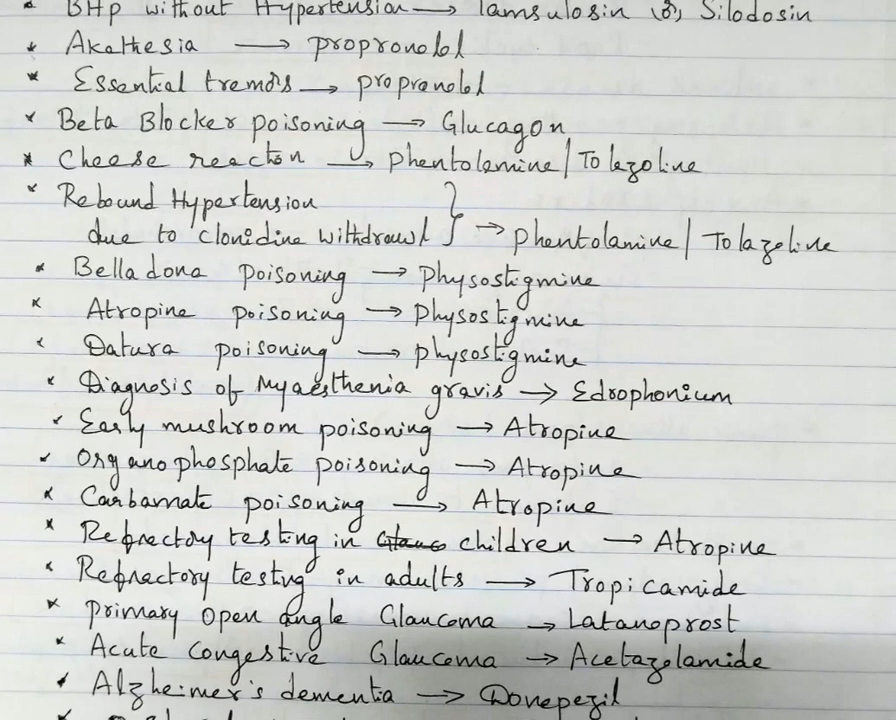 * BHp without Hypertension → Tamsulosin (or) Silodosin
* Akathesia → propronolol
* Essential tremors → propranolol
* Beta Blocker poisoning → Glucagon
* Cheese reaction → phentolamine / Tolazoline
* Rebound Hypertension
due to clonidine withdrawl } → phentolamine / Tolazoline
* Belladona poisoning → physostigmine
* Atropine poisoning → physostigmine
* Datura poisoning → physostigmine
* Diagnosis of Myaesthenia gravis → Edrophonium
* Early mushroom poisoning → Atropine
* Organophosphate poisoning → Atropine
* Carbamate poisoning → Atropine
* Refractory testing in children → Atropine
* Refractory testing in adults → Tropicamide
* primary open angle Glaucoma → Latanoprost
* Acute congestive Glaucoma → Acetazolamide
* Alzheimer's dementia → Donepezil